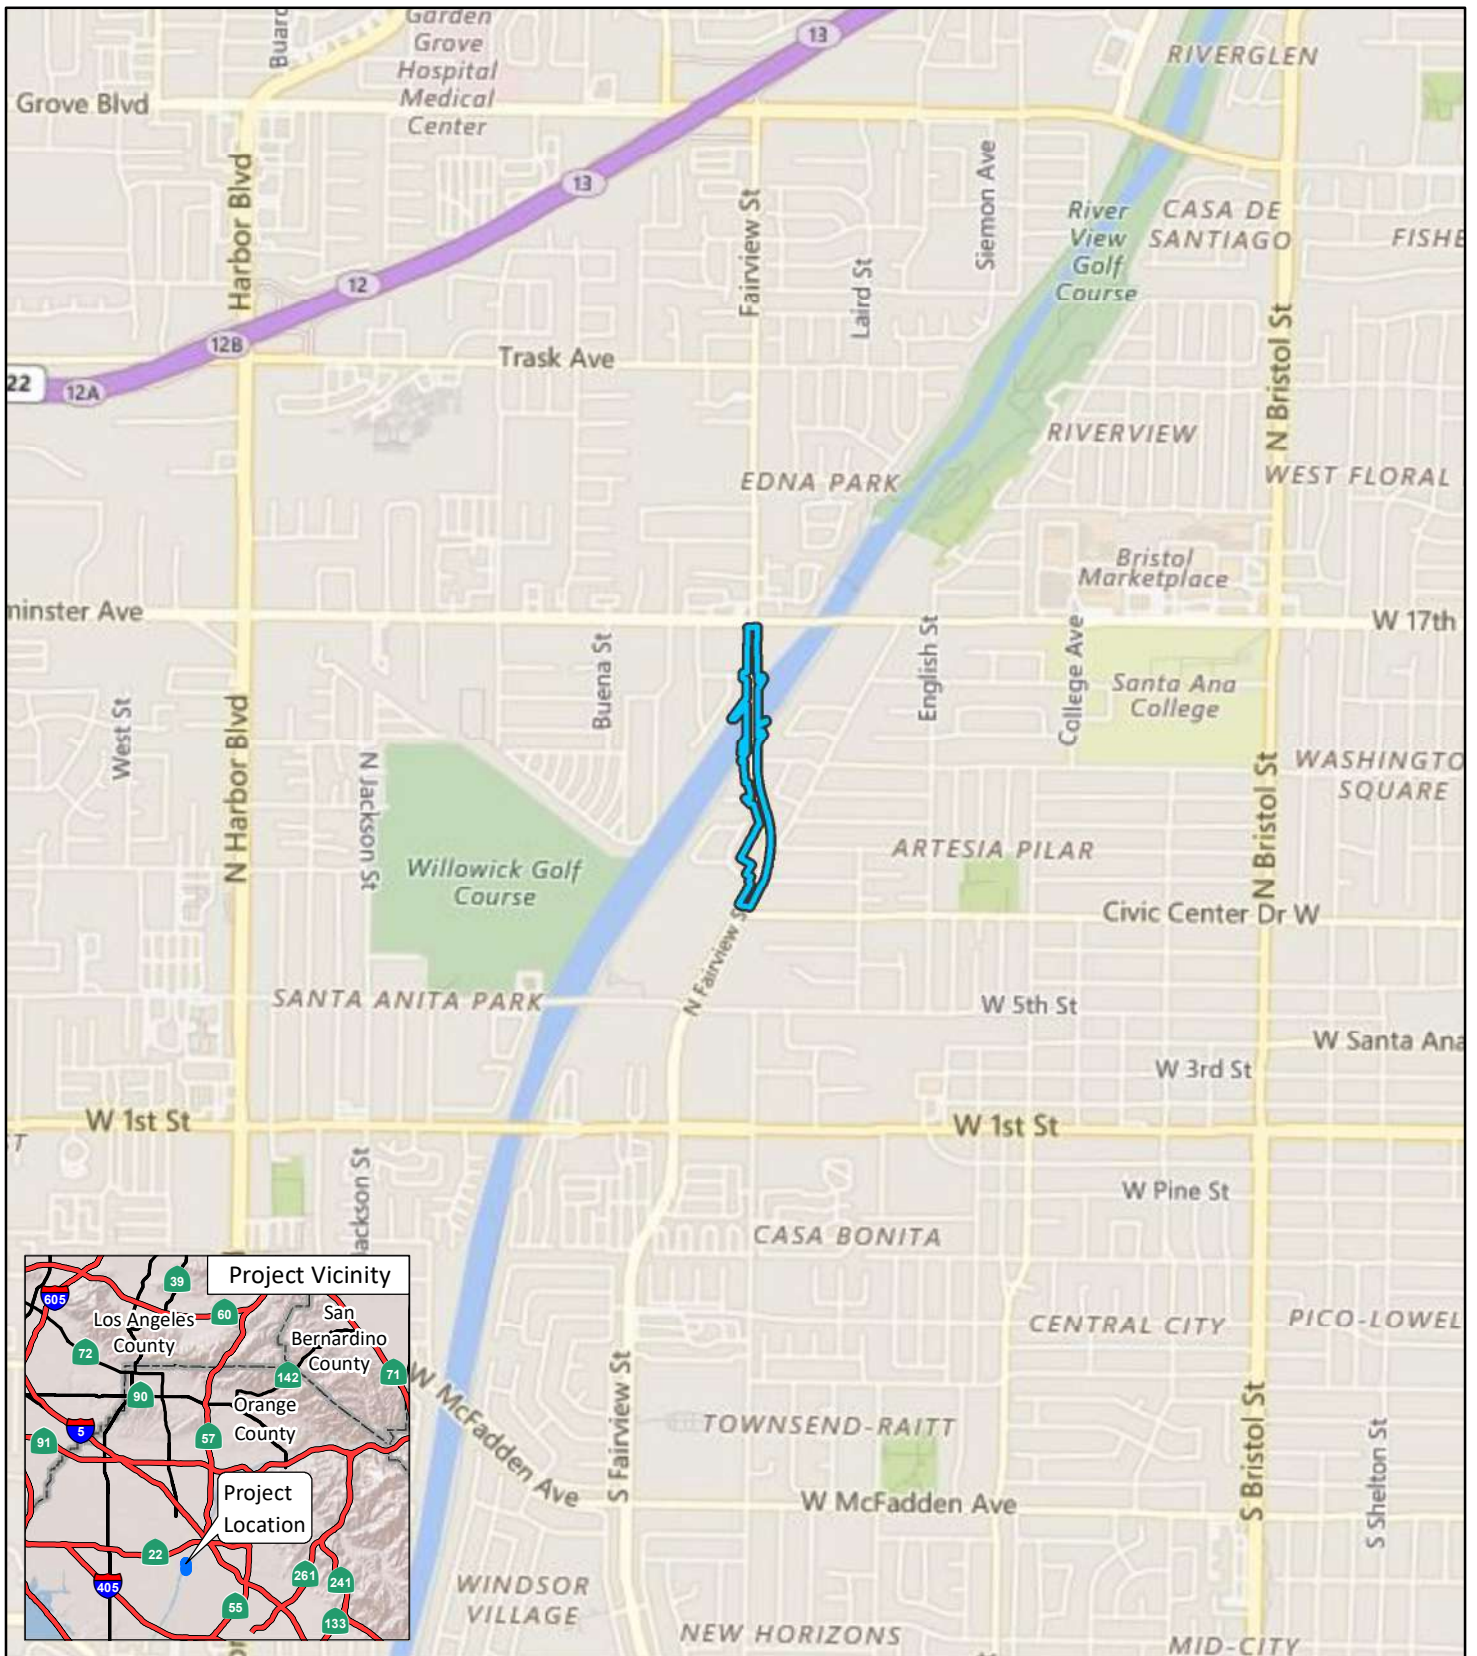 Garden
Grove
Hospital
Medical
Center
Buaro
13
RIVERGLEN
Grove Blvd
Harbor Blvd
13
Fairview St
Siemon Ave
River
View
Golf
Course
CASA DE
SANTIAGO
FISHE
Laird St
12
12B
Trask Ave
22
12A
N Bristol St
RIVERVIEW
EDNA PARK
WEST FLORAL
Bristol
Marketplace
minster Ave
W 17th
Buena St
English St
College Ave
Santa Ana
College
West St
N Harbor Blvd
N Jackson St
WASHINGTO
SQUARE
N Bristol St
ARTESIA PILAR
Willowick Golf
Course
Civic Center Dr W
N Fairview S
SANTA ANITA PARK
W 5th St
W Santa Ana
W 3rd St
W 1st St
W 1st St
ST
Jackson St
W Pine St
CASA BONITA
CENTRAL CITY
PICO-LOWEL
W McFadden Ave
S Fairview St
TOWNSEND-RAITT
W McFadden Ave
S Bristol St
S Shelton St
WINDSOR
VILLAGE
NEW HORIZONS
MID-CITY
Project Vicinity
605
39
60
Los Angeles
County
San
Bernardino
County
72
142
71
90
Orange
County
5
91
57
Project
Location
22
405
261
241
55
133